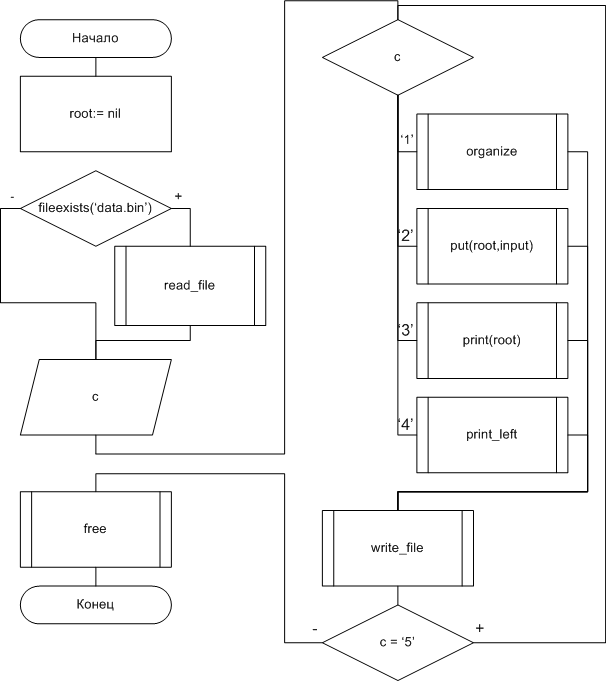 Начало
root:= nil
-
fileexists(‘data.bin’)
+
read_file
c
free
Конец
c
‘1’
organize
‘2’
put(root,input)
‘3’
print(root)
‘4’
print_left
write_file
-
c = ‘5’
+